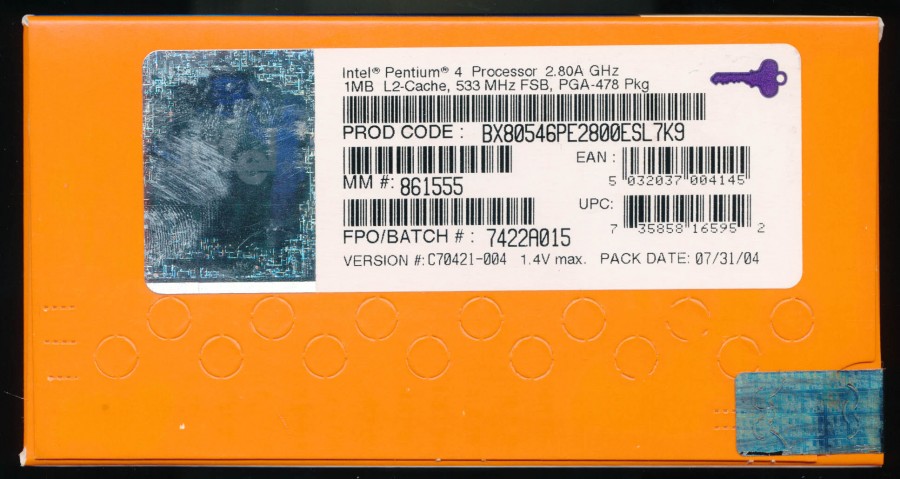 Intel® Pentium® 4 Processor 2.80A GHz
1MB L2-Cache, 533 MHz FSB, PGA-478 Pkg
PROD CODE : BX80546PE2800ESL7K9
EAN :
5 032037 004145
MM #: 861555
UPC:
7 35858 16595 2
FPO/BATCH # : 7422A015
VERSION #: C70421-004 1.4V max. PACK DATE: 07/31/04